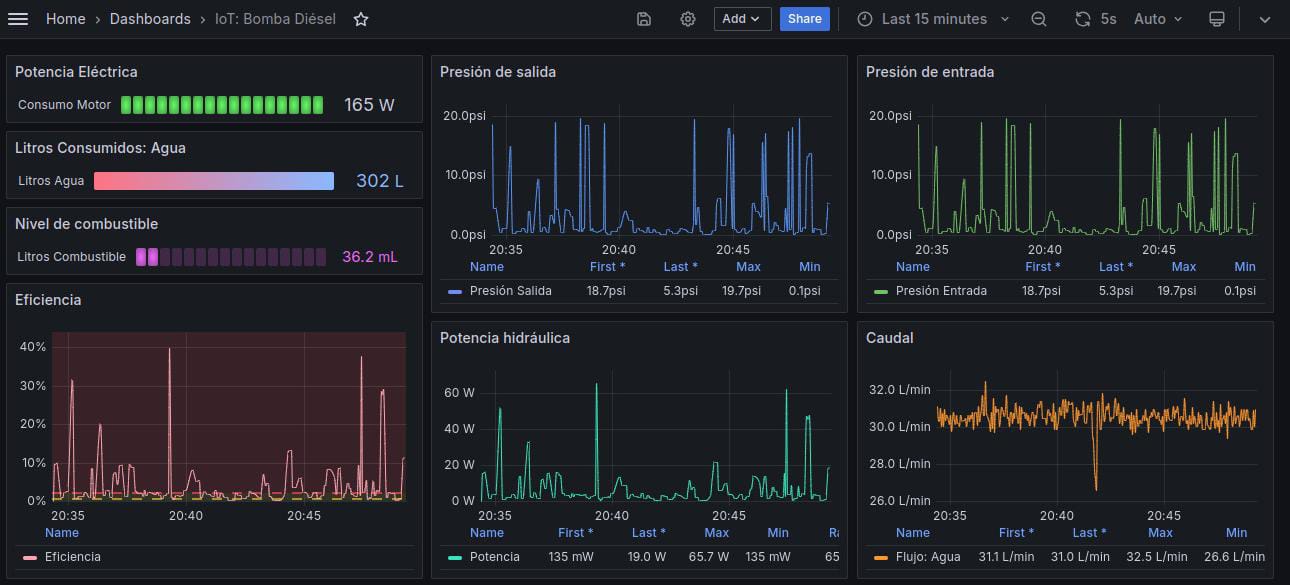 Home › Dashboards › IoT: Bomba Diésel
Add
Share
Last 15 minutes
5s
Auto
Potencia Eléctrica
Consumo Motor 165 W
Litros Consumidos: Agua
Litros Agua 302 L
Nivel de combustible
Litros Combustible 36.2 mL
Eficiencia
40%
30%
20%
10%
0%
20:35 20:40 20:45
Name
Eficiencia
Presión de salida
20.0psi
10.0psi
0.0psi
20:35 20:40 20:45
Name First * Last * Max Min
Presión Salida 18.7psi 5.3psi 19.7psi 0.1psi
Presión de entrada
20.0psi
10.0psi
0.0psi
20:35 20:40 20:45
Name First * Last * Max Min
Presión Entrada 18.7psi 5.3psi 19.7psi 0.1psi
Potencia hidráulica
60 W
40 W
20 W
0 W
20:35 20:40 20:45
Name First * Last * Max Min
Potencia 135 mW 19.0 W 65.7 W 135 mW 65
Caudal
32.0 L/min
30.0 L/min
28.0 L/min
26.0 L/min
20:35 20:40 20:45
Name First * Last * Max Min
Flujo: Agua 31.1 L/min 31.0 L/min 32.5 L/min 26.6 L/min